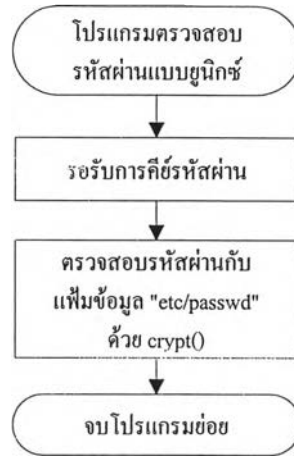 โปรแกรมตรวจสอบ
รหัสผ่านแบบยูนิกซ์
รอรับการคีย์รหัสผ่าน
ตรวจสอบรหัสผ่านกับ
แฟ้มข้อมูล "etc/passwd"
ด้วย crypt()
จบโปรแกรมย่อย